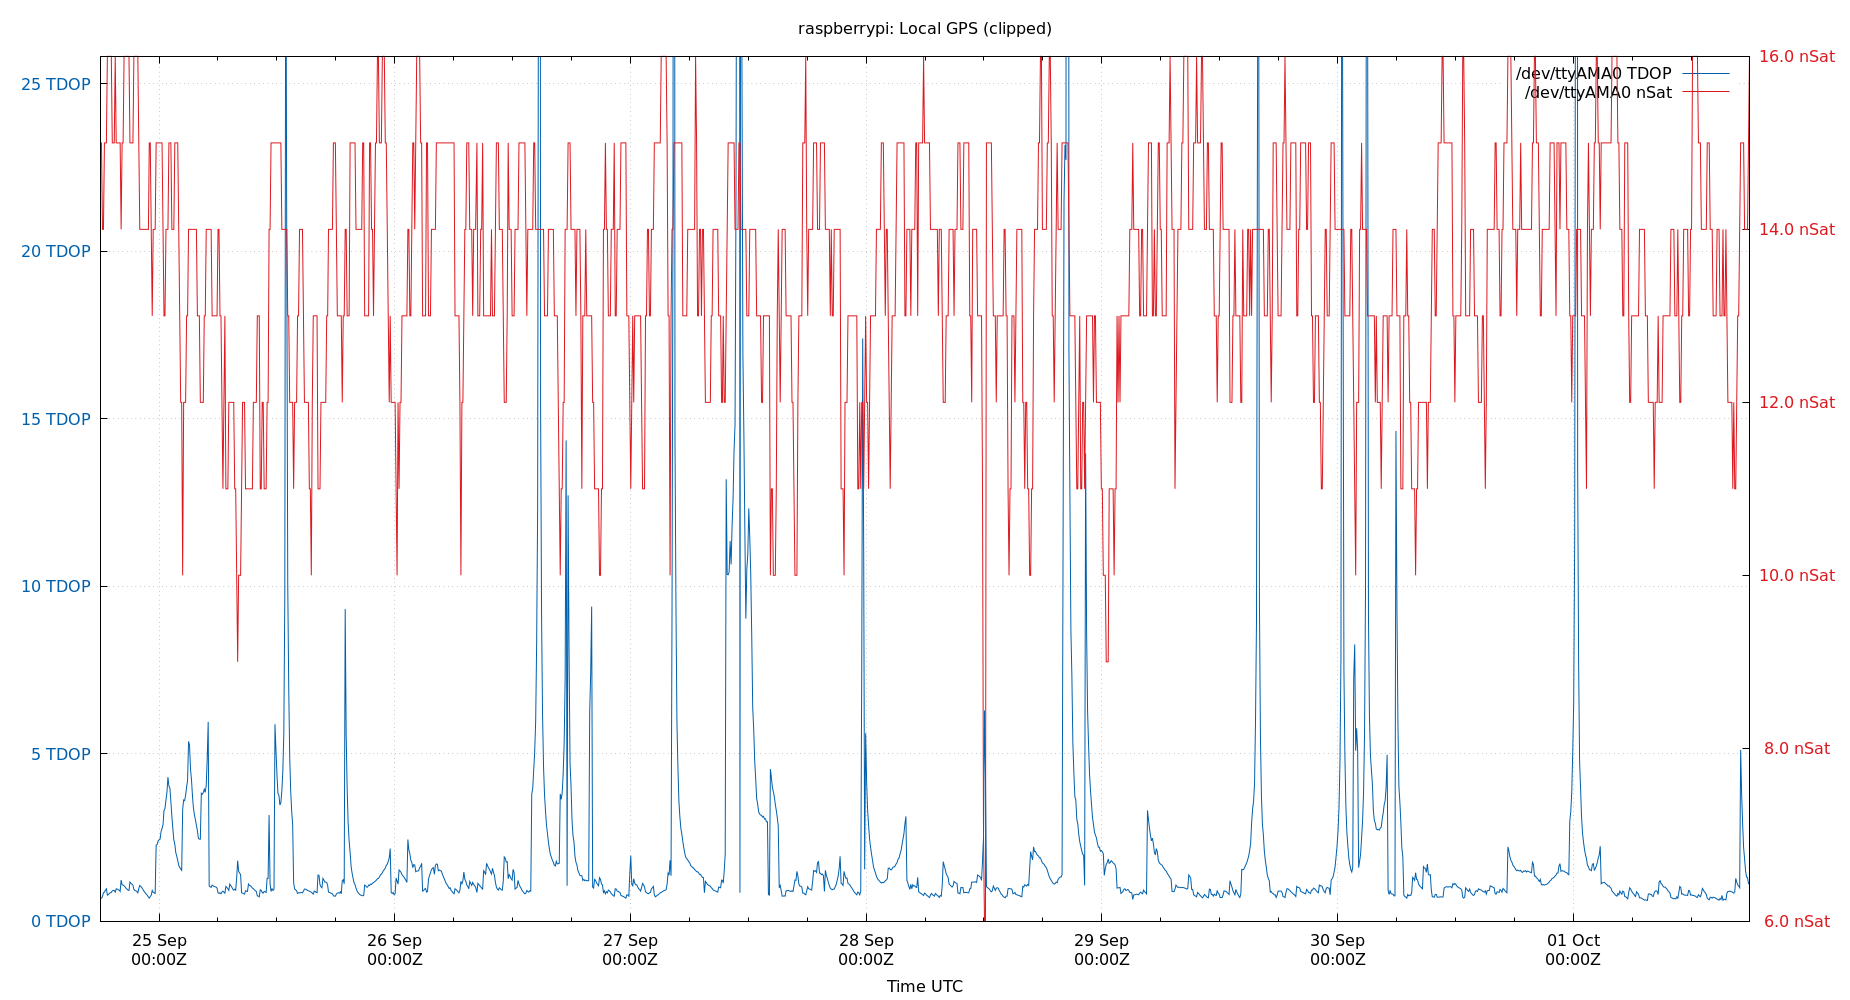 raspberrypi: Local GPS (clipped)
/dev/ttyAMA0 TDOP
/dev/ttyAMA0 nSat
25 TDOP
20 TDOP
15 TDOP
10 TDOP
5 TDOP
0 TDOP
16.0 nSat
14.0 nSat
12.0 nSat
10.0 nSat
8.0 nSat
6.0 nSat
25 Sep
00:00Z
26 Sep
00:00Z
27 Sep
00:00Z
28 Sep
00:00Z
29 Sep
00:00Z
30 Sep
00:00Z
01 Oct
00:00Z
Time UTC